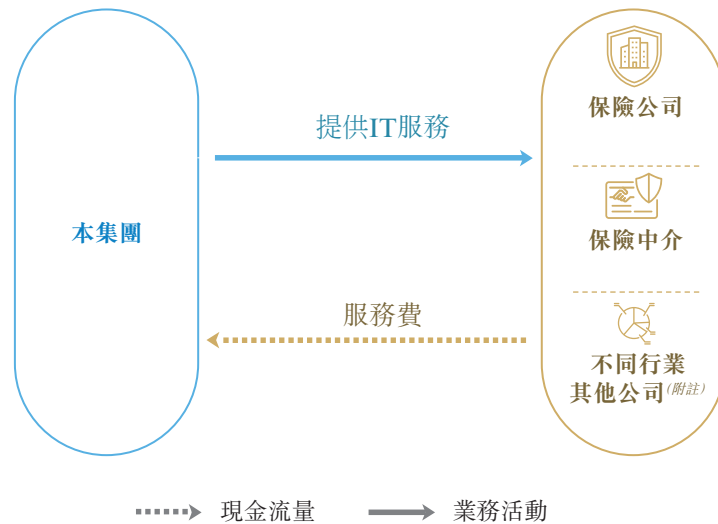 保險公司
提供IT服務
本集團
保險中介
服務費
不同行業
其他公司(附註)
現金流量
業務活動